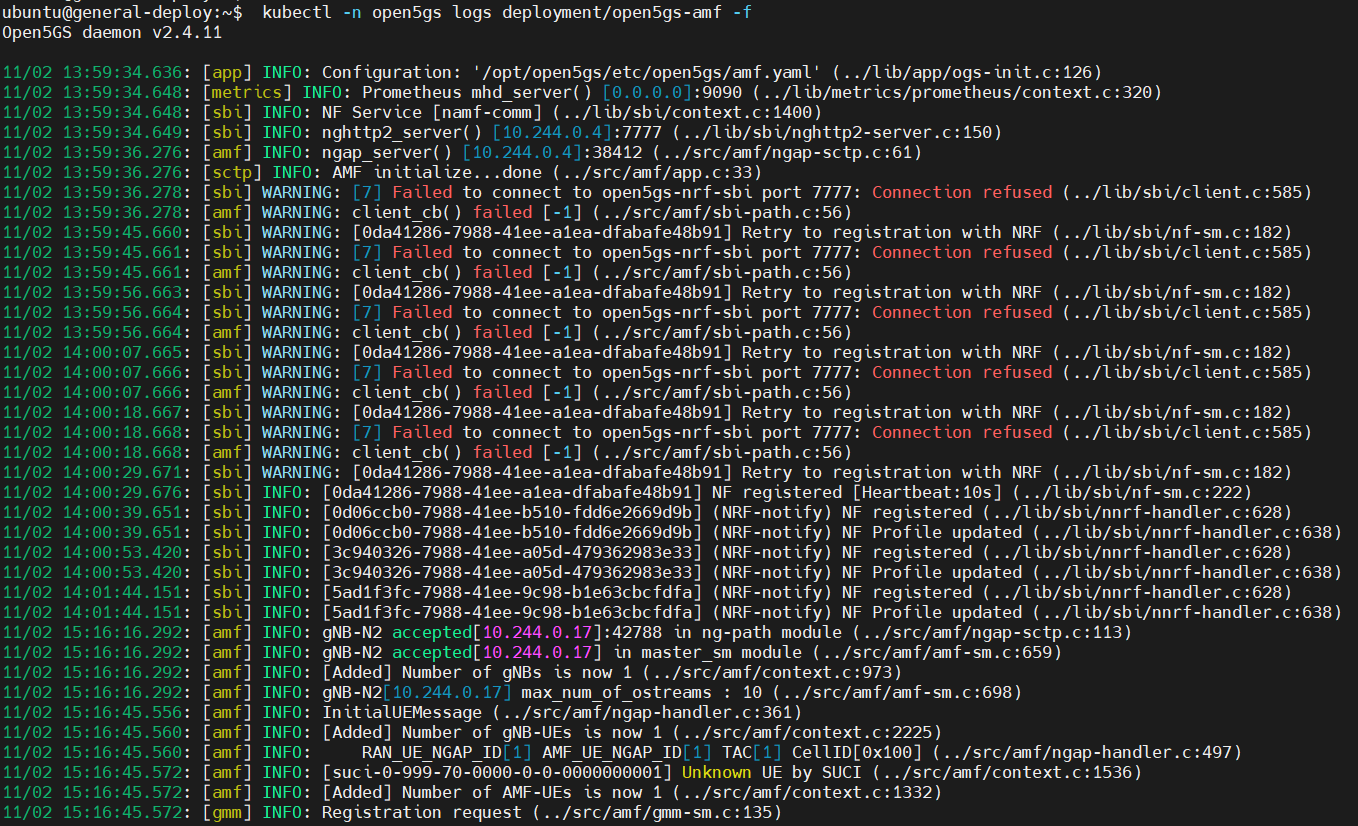 ubuntu@general-deploy:~$  kubectl -n open5gs logs deployment/open5gs-amf -f
Open5GS daemon v2.4.11
11/02 13:59:34.636: [app] INFO: Configuration: '/opt/open5gs/etc/open5gs/amf.yaml' (../lib/app/ogs-init.c:126)
11/02 13:59:34.648: [metrics] INFO: Prometheus mhd_server() [0.0.0.0]:9090 (../lib/metrics/prometheus/context.c:320)
11/02 13:59:34.648: [sbi] INFO: NF Service [namf-comm] (../lib/sbi/context.c:1400)
11/02 13:59:34.649: [sbi] INFO: nghttp2_server() [10.244.0.4]:7777 (../lib/sbi/nghttp2-server.c:150)
11/02 13:59:36.276: [amf] INFO: ngap_server() [10.244.0.4]:38412 (../src/amf/ngap-sctp.c:61)
11/02 13:59:36.276: [sctp] INFO: AMF initialize...done (../src/amf/app.c:33)
11/02 13:59:36.278: [sbi] WARNING: [7] Failed to connect to open5gs-nrf-sbi port 7777: Connection refused (../lib/sbi/client.c:585)
11/02 13:59:36.278: [amf] WARNING: client_cb() failed [-1] (../src/amf/sbi-path.c:56)
11/02 13:59:45.660: [sbi] WARNING: [0da41286-7988-41ee-a1ea-dfabafe48b91] Retry to registration with NRF (../lib/sbi/nf-sm.c:182)
11/02 13:59:45.661: [sbi] WARNING: [7] Failed to connect to open5gs-nrf-sbi port 7777: Connection refused (../lib/sbi/client.c:585)
11/02 13:59:45.661: [amf] WARNING: client_cb() failed [-1] (../src/amf/sbi-path.c:56)
11/02 13:59:56.663: [sbi] WARNING: [0da41286-7988-41ee-a1ea-dfabafe48b91] Retry to registration with NRF (../lib/sbi/nf-sm.c:182)
11/02 13:59:56.664: [sbi] WARNING: [7] Failed to connect to open5gs-nrf-sbi port 7777: Connection refused (../lib/sbi/client.c:585)
11/02 13:59:56.664: [amf] WARNING: client_cb() failed [-1] (../src/amf/sbi-path.c:56)
11/02 14:00:07.665: [sbi] WARNING: [0da41286-7988-41ee-a1ea-dfabafe48b91] Retry to registration with NRF (../lib/sbi/nf-sm.c:182)
11/02 14:00:07.666: [sbi] WARNING: [7] Failed to connect to open5gs-nrf-sbi port 7777: Connection refused (../lib/sbi/client.c:585)
11/02 14:00:07.666: [amf] WARNING: client_cb() failed [-1] (../src/amf/sbi-path.c:56)
11/02 14:00:18.667: [sbi] WARNING: [0da41286-7988-41ee-a1ea-dfabafe48b91] Retry to registration with NRF (../lib/sbi/nf-sm.c:182)
11/02 14:00:18.668: [sbi] WARNING: [7] Failed to connect to open5gs-nrf-sbi port 7777: Connection refused (../lib/sbi/client.c:585)
11/02 14:00:18.668: [amf] WARNING: client_cb() failed [-1] (../src/amf/sbi-path.c:56)
11/02 14:00:29.671: [sbi] WARNING: [0da41286-7988-41ee-a1ea-dfabafe48b91] Retry to registration with NRF (../lib/sbi/nf-sm.c:182)
11/02 14:00:29.676: [sbi] INFO: [0da41286-7988-41ee-a1ea-dfabafe48b91] NF registered [Heartbeat:10s] (../lib/sbi/nf-sm.c:222)
11/02 14:00:39.651: [sbi] INFO: [0d06ccb0-7988-41ee-b510-fdd6e2669d9b] (NRF-notify) NF registered (../lib/sbi/nnrf-handler.c:628)
11/02 14:00:39.651: [sbi] INFO: [0d06ccb0-7988-41ee-b510-fdd6e2669d9b] (NRF-notify) NF Profile updated (../lib/sbi/nnrf-handler.c:638)
11/02 14:00:53.420: [sbi] INFO: [3c940326-7988-41ee-a05d-479362983e33] (NRF-notify) NF registered (../lib/sbi/nnrf-handler.c:628)
11/02 14:00:53.420: [sbi] INFO: [3c940326-7988-41ee-a05d-479362983e33] (NRF-notify) NF Profile updated (../lib/sbi/nnrf-handler.c:638)
11/02 14:01:44.151: [sbi] INFO: [5ad1f3fc-7988-41ee-9c98-b1e63cbcfdfa] (NRF-notify) NF registered (../lib/sbi/nnrf-handler.c:628)
11/02 14:01:44.151: [sbi] INFO: [5ad1f3fc-7988-41ee-9c98-b1e63cbcfdfa] (NRF-notify) NF Profile updated (../lib/sbi/nnrf-handler.c:638)
11/02 15:16:16.292: [amf] INFO: gNB-N2 accepted[10.244.0.17]:42788 in ng-path module (../src/amf/ngap-sctp.c:113)
11/02 15:16:16.292: [amf] INFO: gNB-N2 accepted[10.244.0.17] in master_sm module (../src/amf/amf-sm.c:659)
11/02 15:16:16.292: [amf] INFO: [Added] Number of gNBs is now 1 (../src/amf/context.c:973)
11/02 15:16:16.292: [amf] INFO: gNB-N2[10.244.0.17] max_num_of_ostreams : 10 (../src/amf/amf-sm.c:698)
11/02 15:16:45.556: [amf] INFO: InitialUEMessage (../src/amf/ngap-handler.c:361)
11/02 15:16:45.560: [amf] INFO: [Added] Number of gNB-UEs is now 1 (../src/amf/context.c:2225)
11/02 15:16:45.560: [amf] INFO:     RAN_UE_NGAP_ID[1] AMF_UE_NGAP_ID[1] TAC[1] CellID[0x100] (../src/amf/ngap-handler.c:497)
11/02 15:16:45.572: [amf] INFO: [suci-0-999-70-0000-0-0-0000000001] Unknown UE by SUCI (../src/amf/context.c:1536)
11/02 15:16:45.572: [amf] INFO: [Added] Number of AMF-UEs is now 1 (../src/amf/context.c:1332)
11/02 15:16:45.572: [gmm] INFO: Registration request (../src/amf/gmm-sm.c:135)